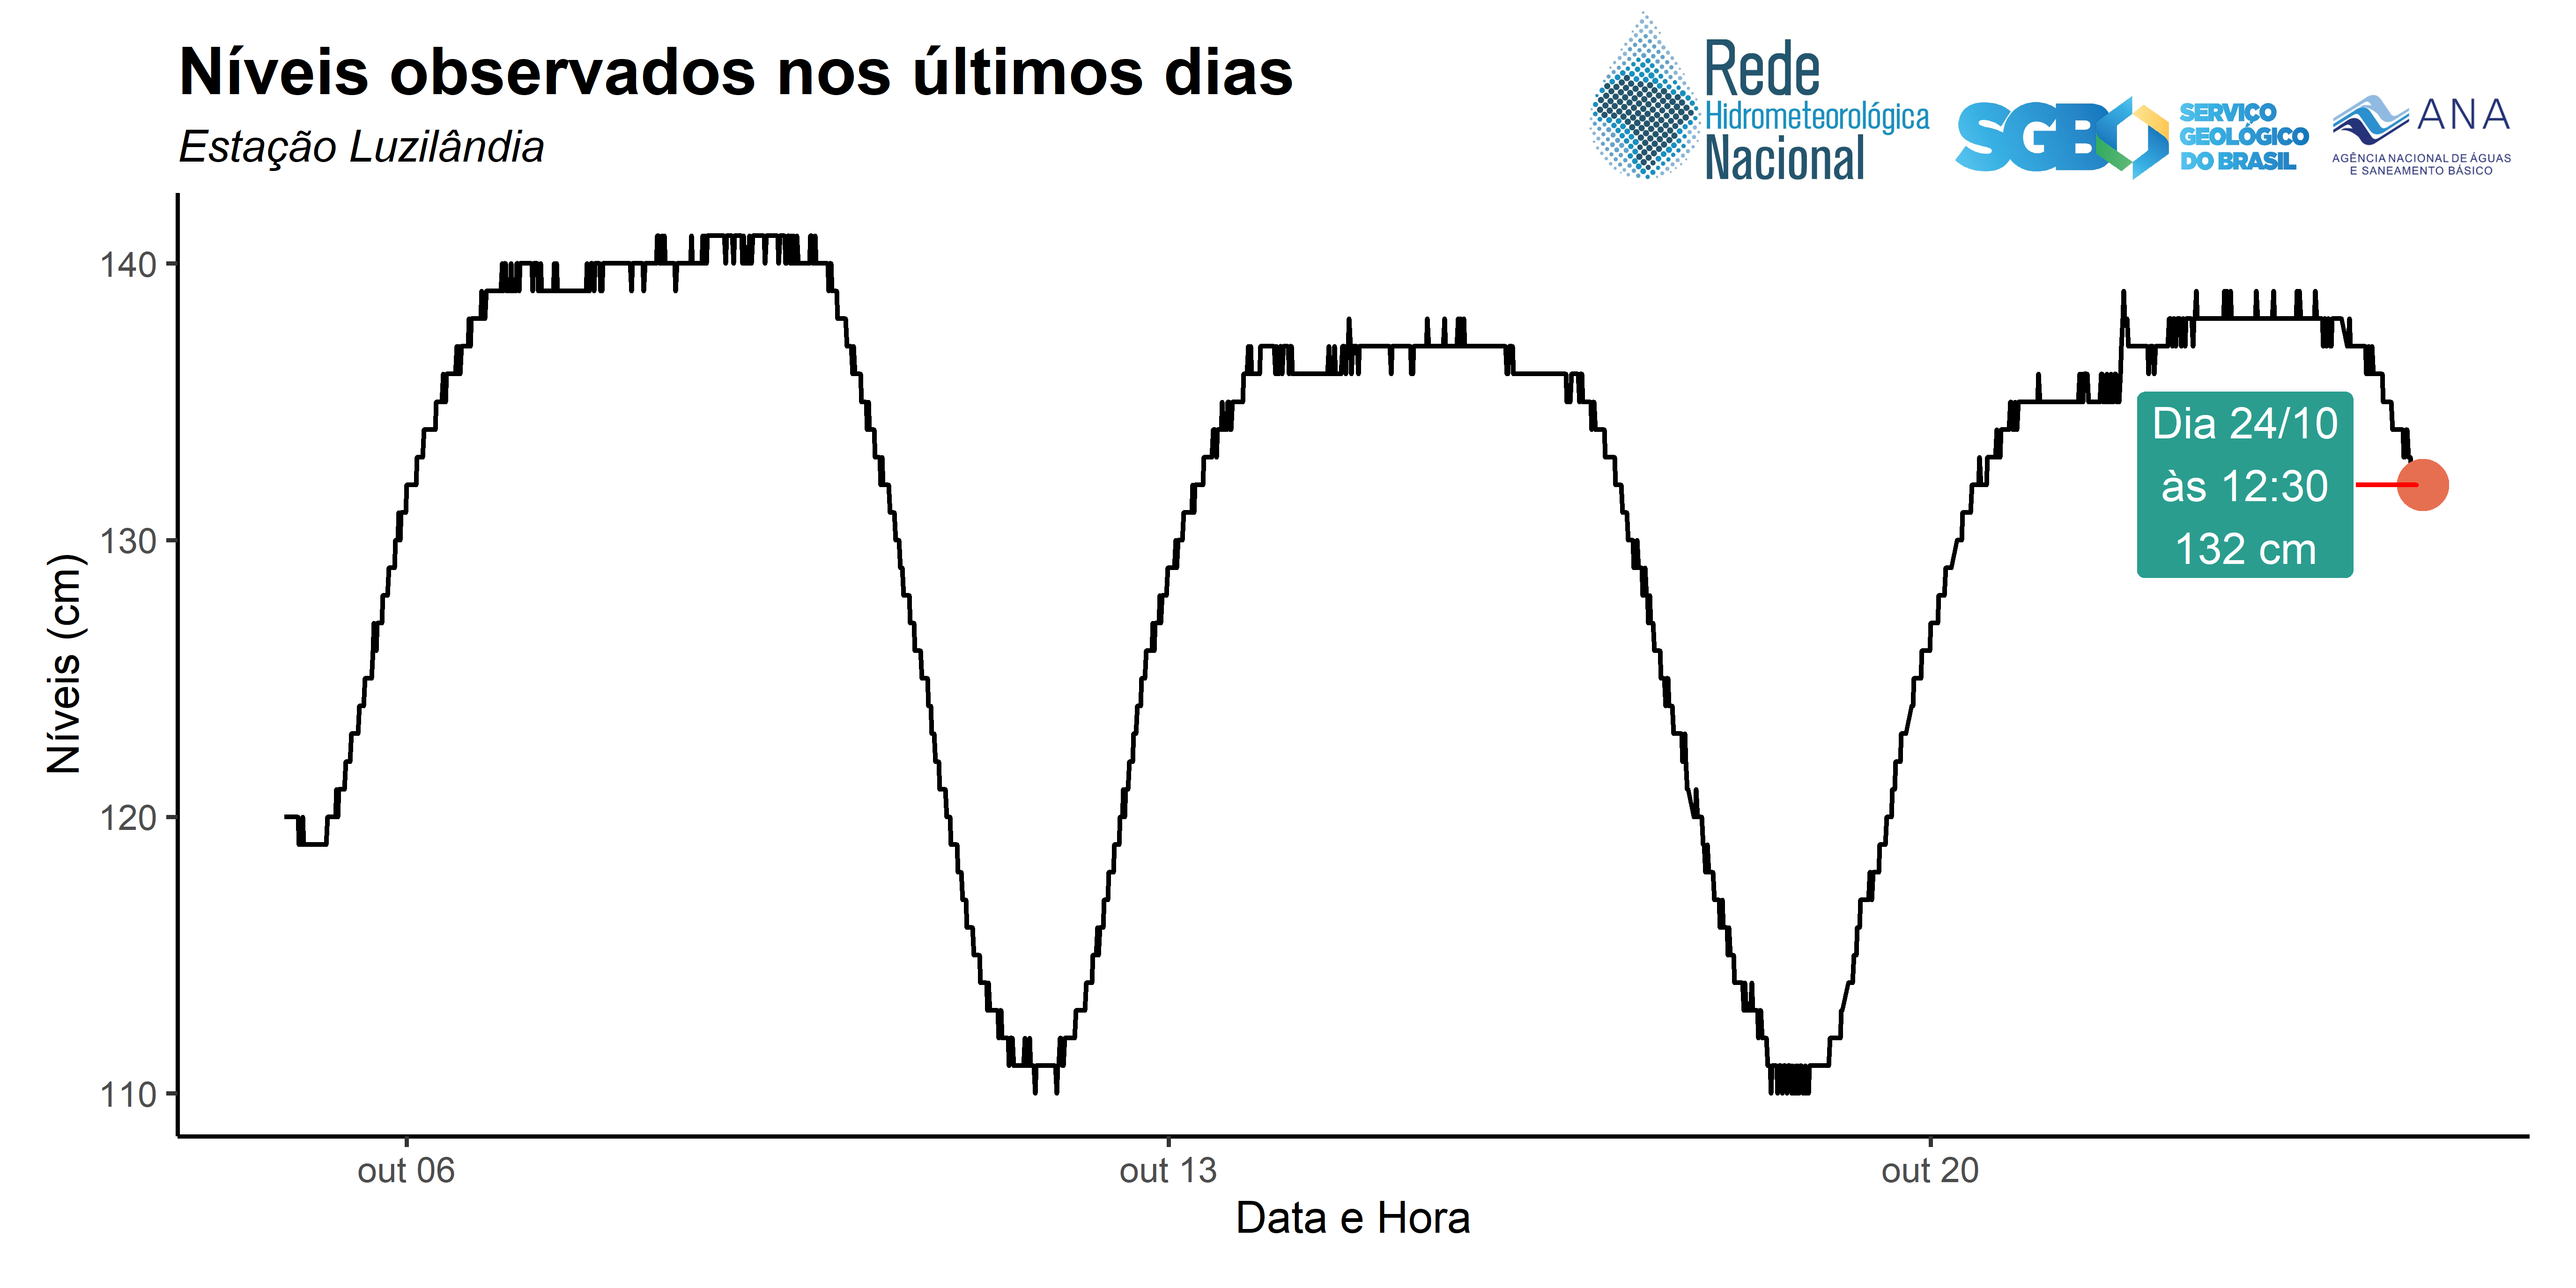 Níveis observados nos últimos dias
Estação Luzilândia
Rede
Hidrometeorológica
Nacional
SGB
SERVIÇO
GEOLÓGICO
DO BRASIL
ANA
AGÊNCIA NACIONAL DE ÁGUAS
E SANEAMENTO BÁSICO
Níveis (cm)
140
130
120
110
Dia 24/10
às 12:30
132 cm
out 06
out 13
out 20
Data e Hora